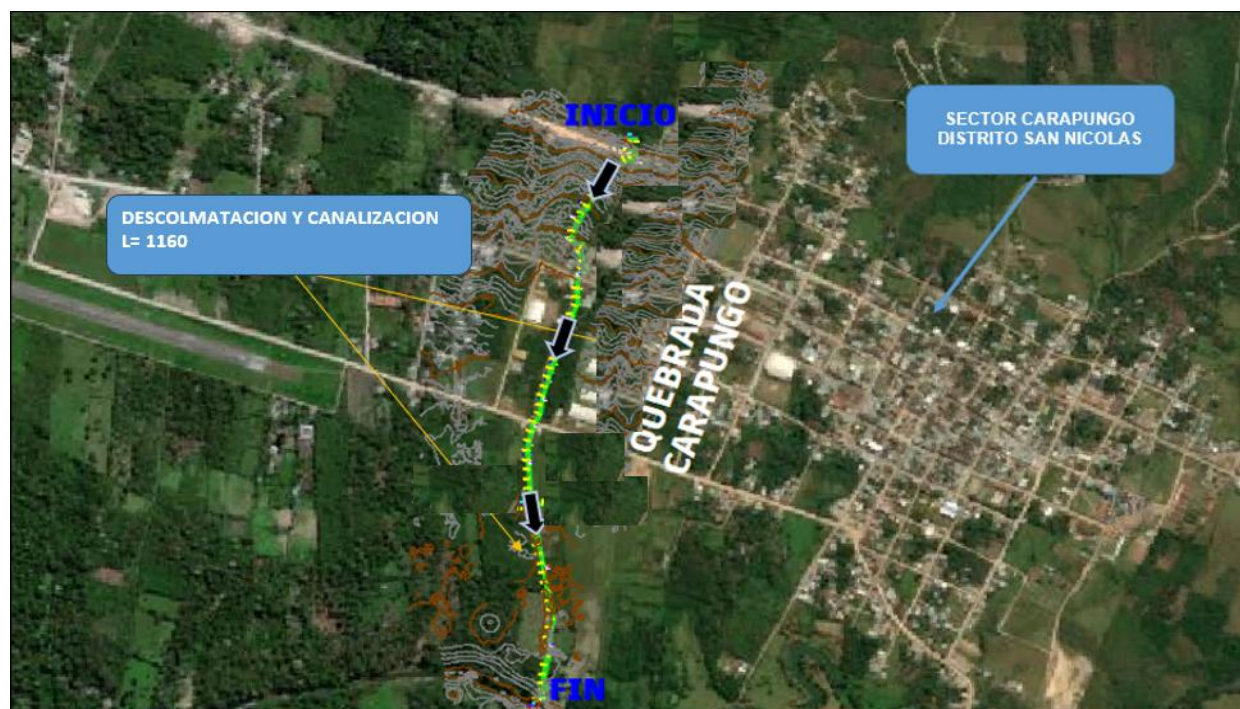 INICIO
SECTOR CARAPUNGO
DISTRITO SAN NICOLAS
DESCOLMATACION Y CANALIZACION
L= 1160
QUEBRADA
CARAPUNGO
FIN